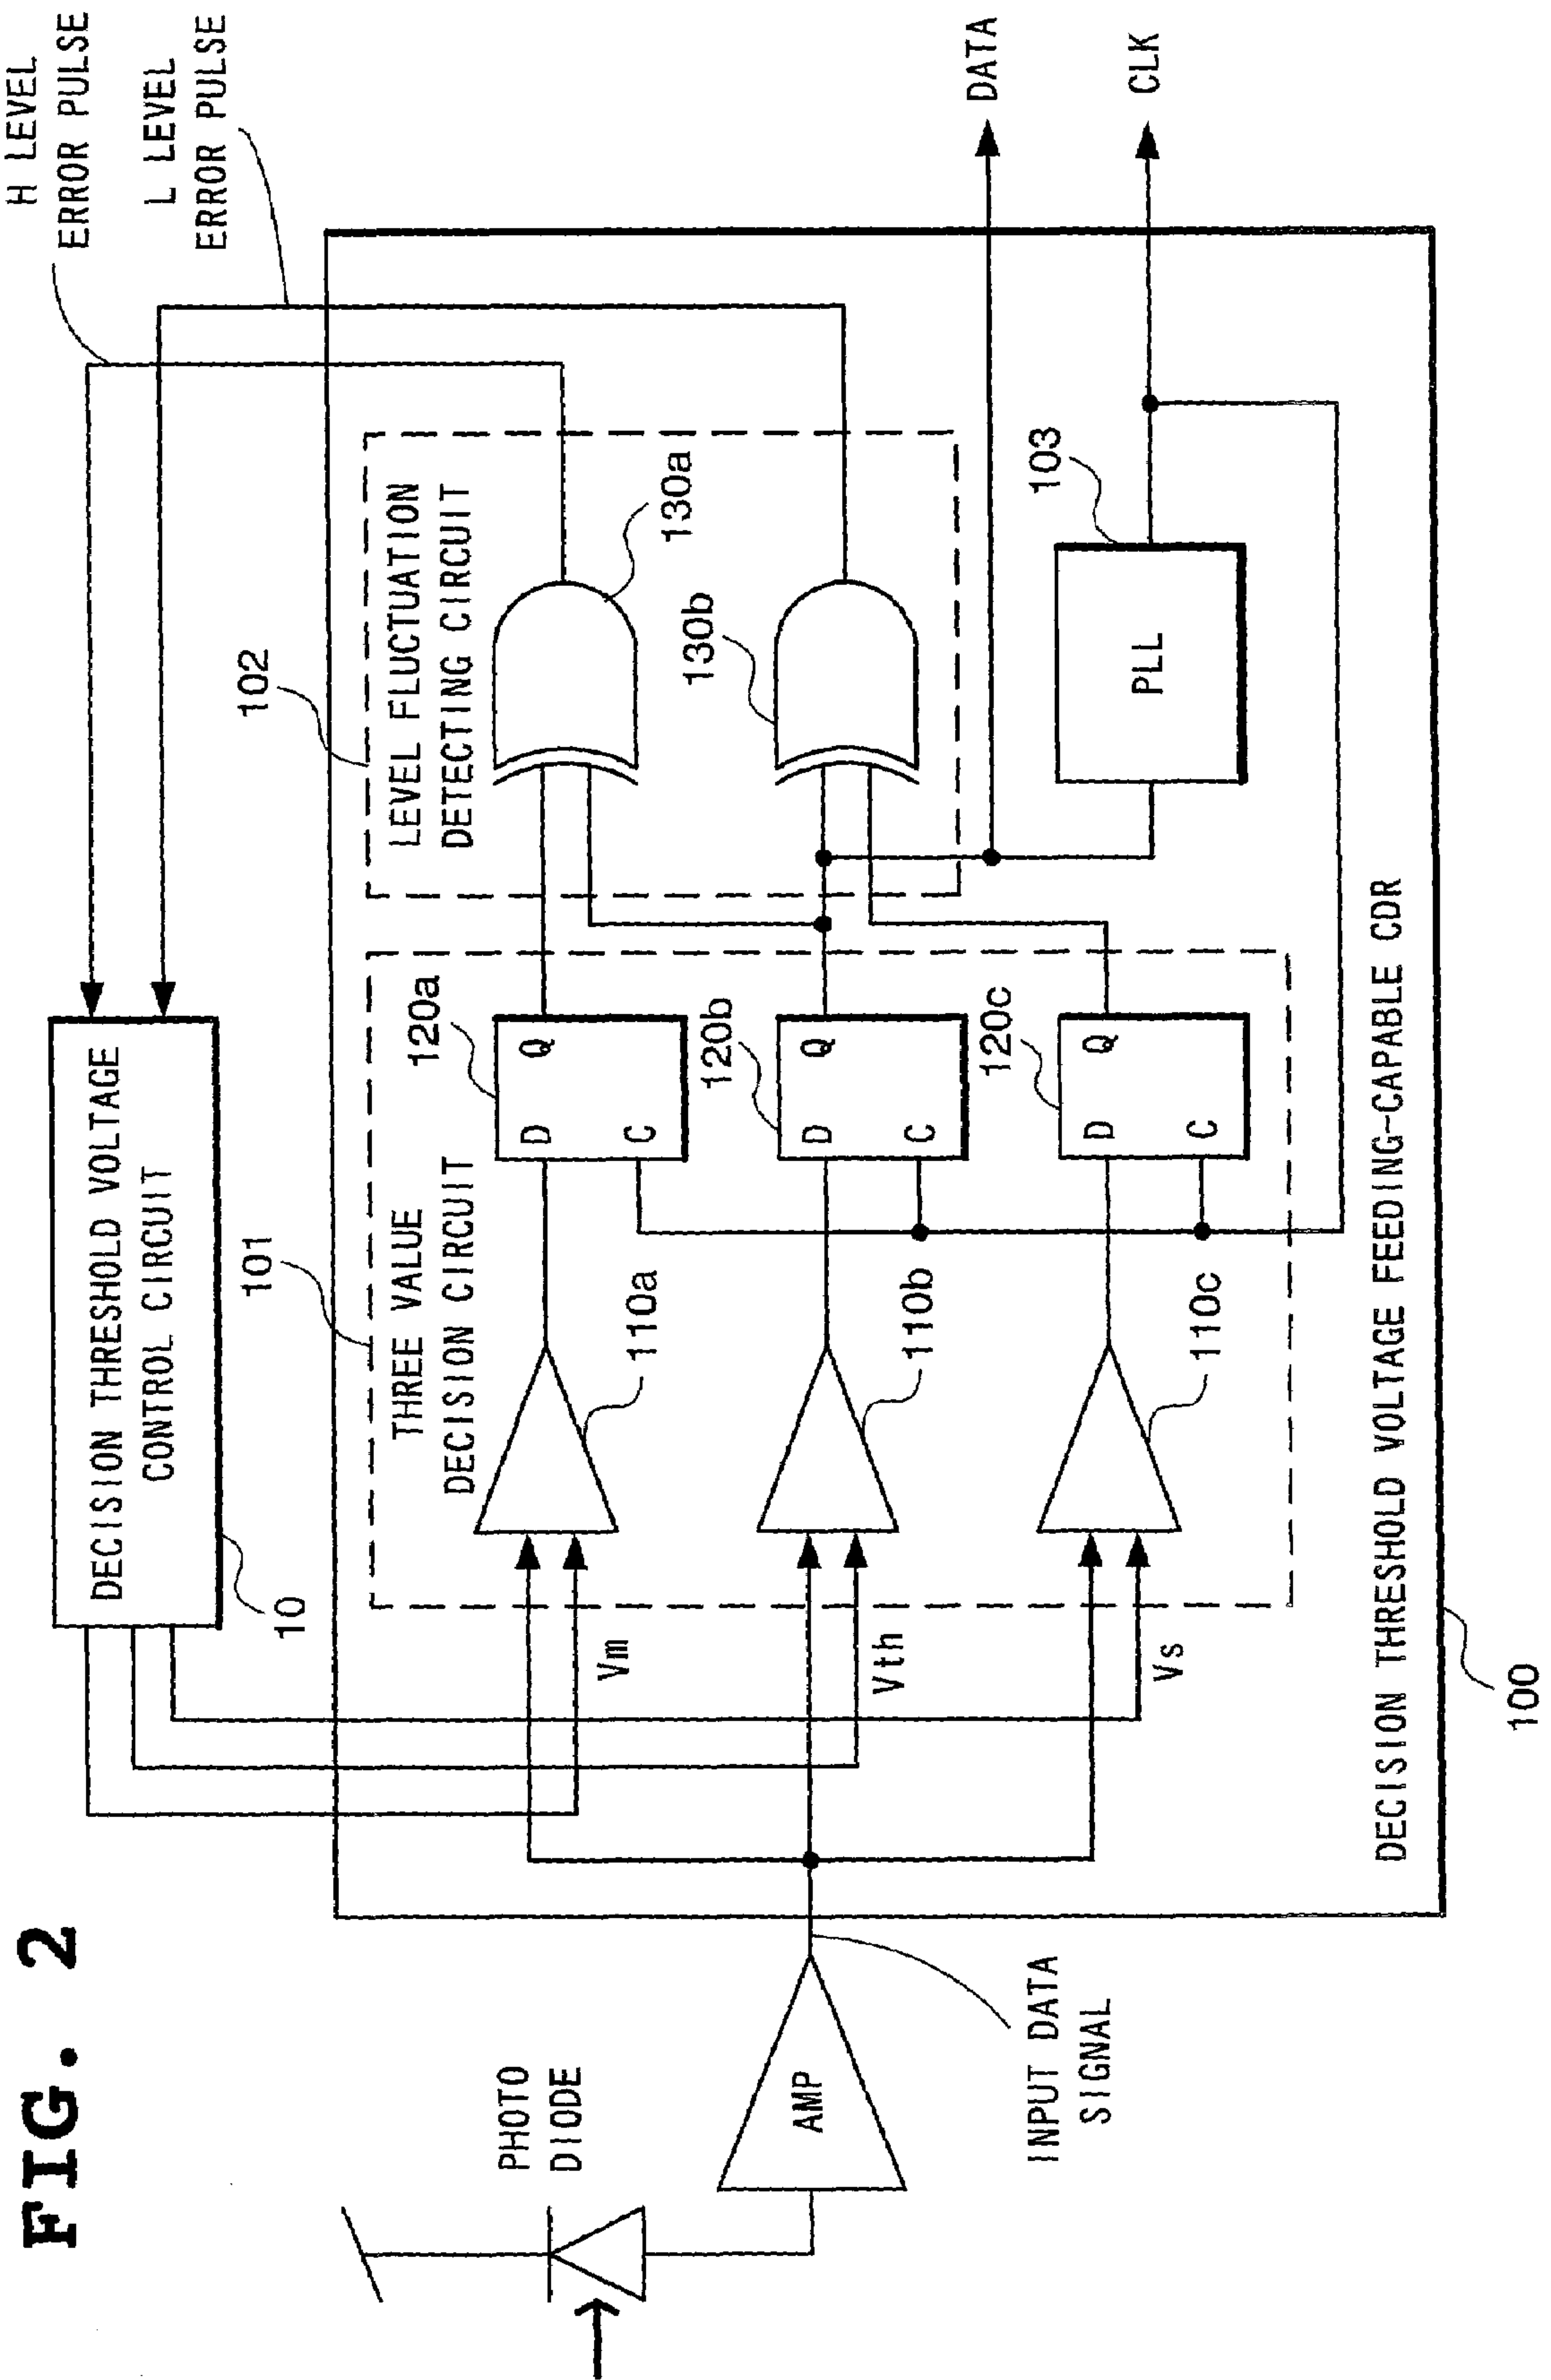 FIG. 2
H LEVEL
ERROR PULSE
L LEVEL
ERROR PULSE
DECISION THRESHOLD VOLTAGE
CONTROL CIRCUIT
10
101
102
THREE VALUE
DECISION CIRCUIT
LEVEL FLUCTUATION
DETECTING CIRCUIT
PHOTO
DIODE
AMP
INPUT DATA
SIGNAL
Vm
110a
D
Q
C
120a
130a
Vth
110b
D
Q
C
120b
130b
Vs
110c
D
Q
C
120c
PLL
103
DATA
CLK
DECISION THRESHOLD VOLTAGE FEEDING-CAPABLE CDR
100